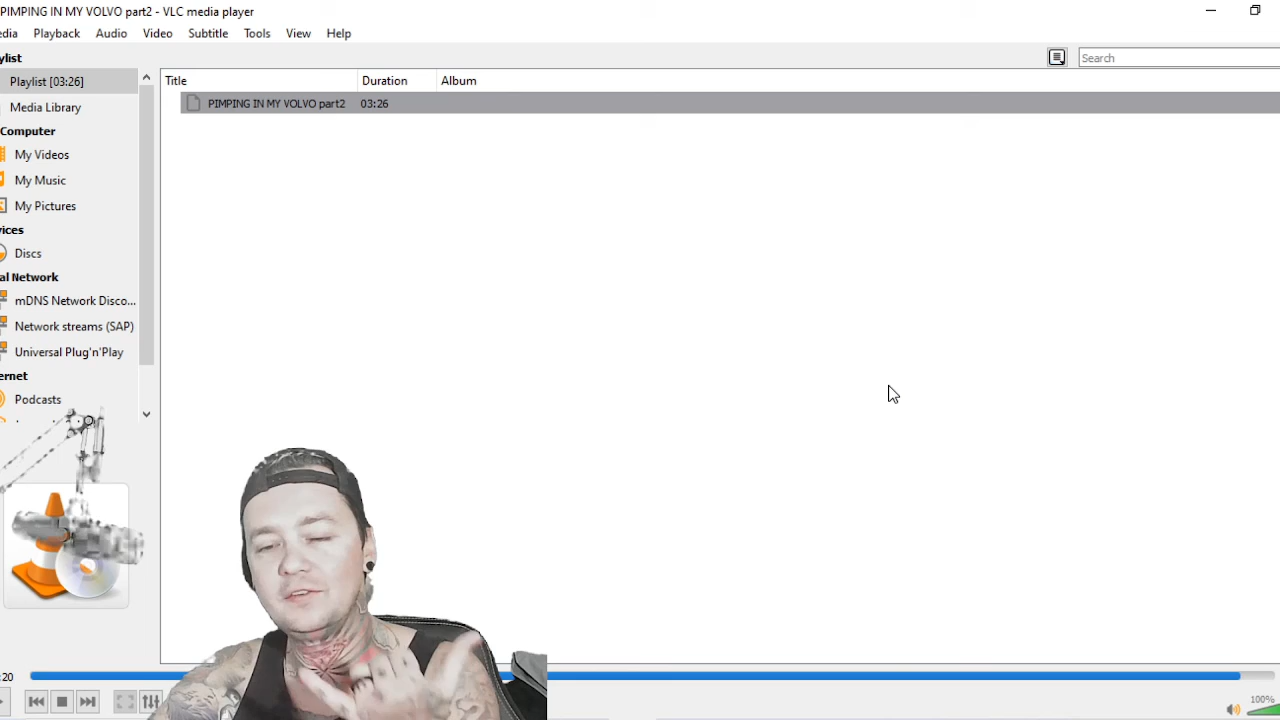 PIMPING IN MY VOLVO part2 - VLC media player
edia Playback Audio Video Subtitle Tools View Help
ylist
Search
Playlist [03:26]
Title Duration Album
PIMPING IN MY VOLVO part2 03:26
Media Library
Computer
My Videos
My Music
My Pictures
vices
Discs
al Network
mDNS Network Disco...
Network streams (SAP)
Universal Plug'n'Play
ernet
Podcasts
:20
100%